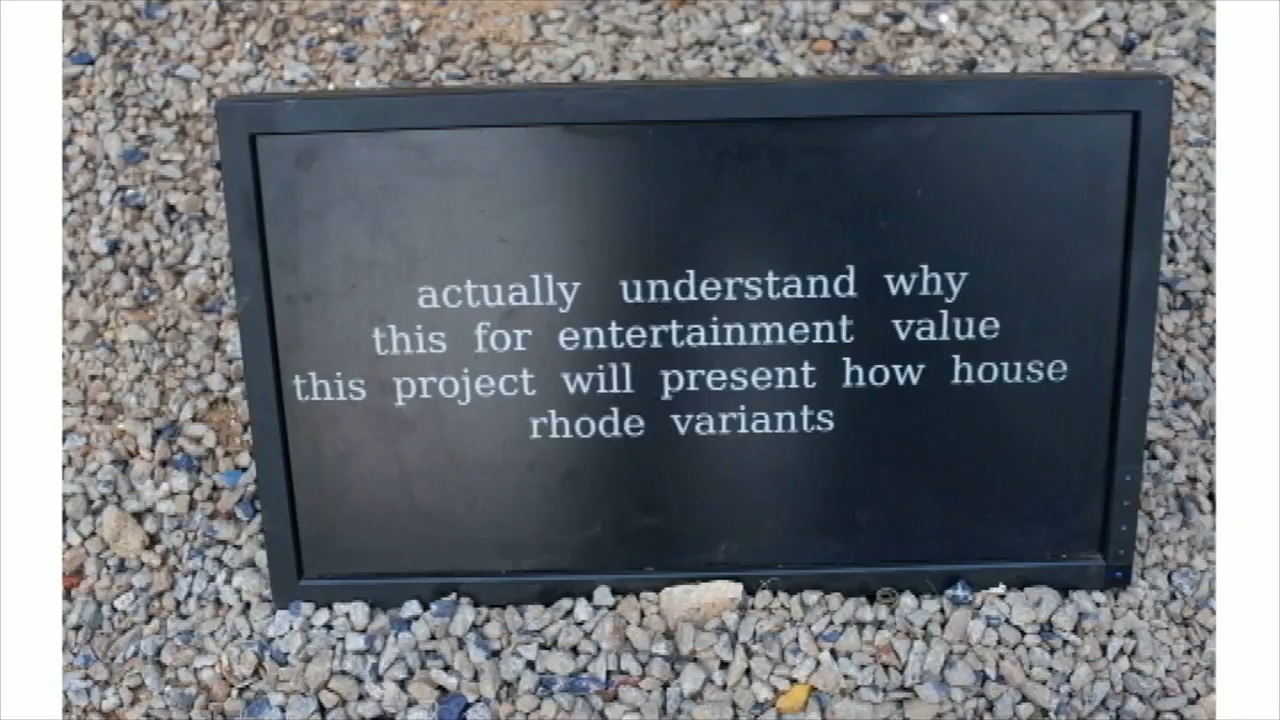 actually understand why
this for entertainment value
this project will present how house
rhode variants